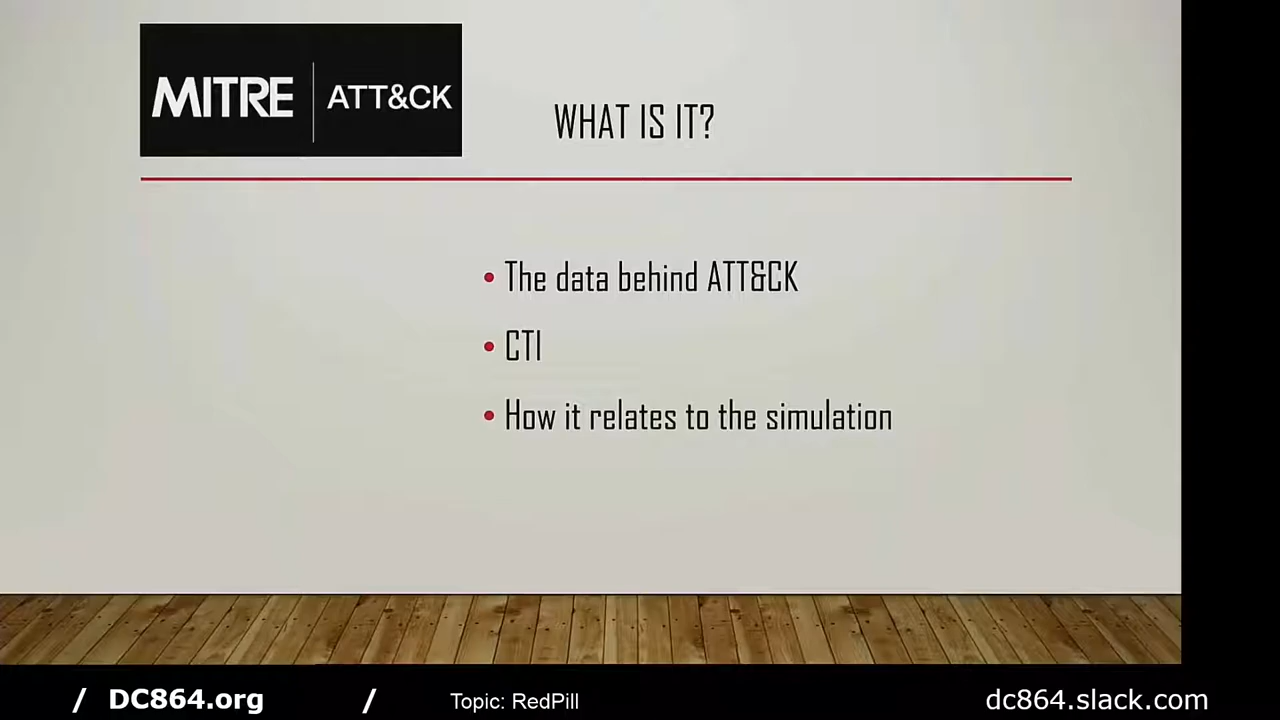 MITRE | ATT&CK
WHAT IS IT?
• The data behind ATT&CK
• CTI
• How it relates to the simulation
/ DC864.org /
Topic: RedPill
dc864.slack.com